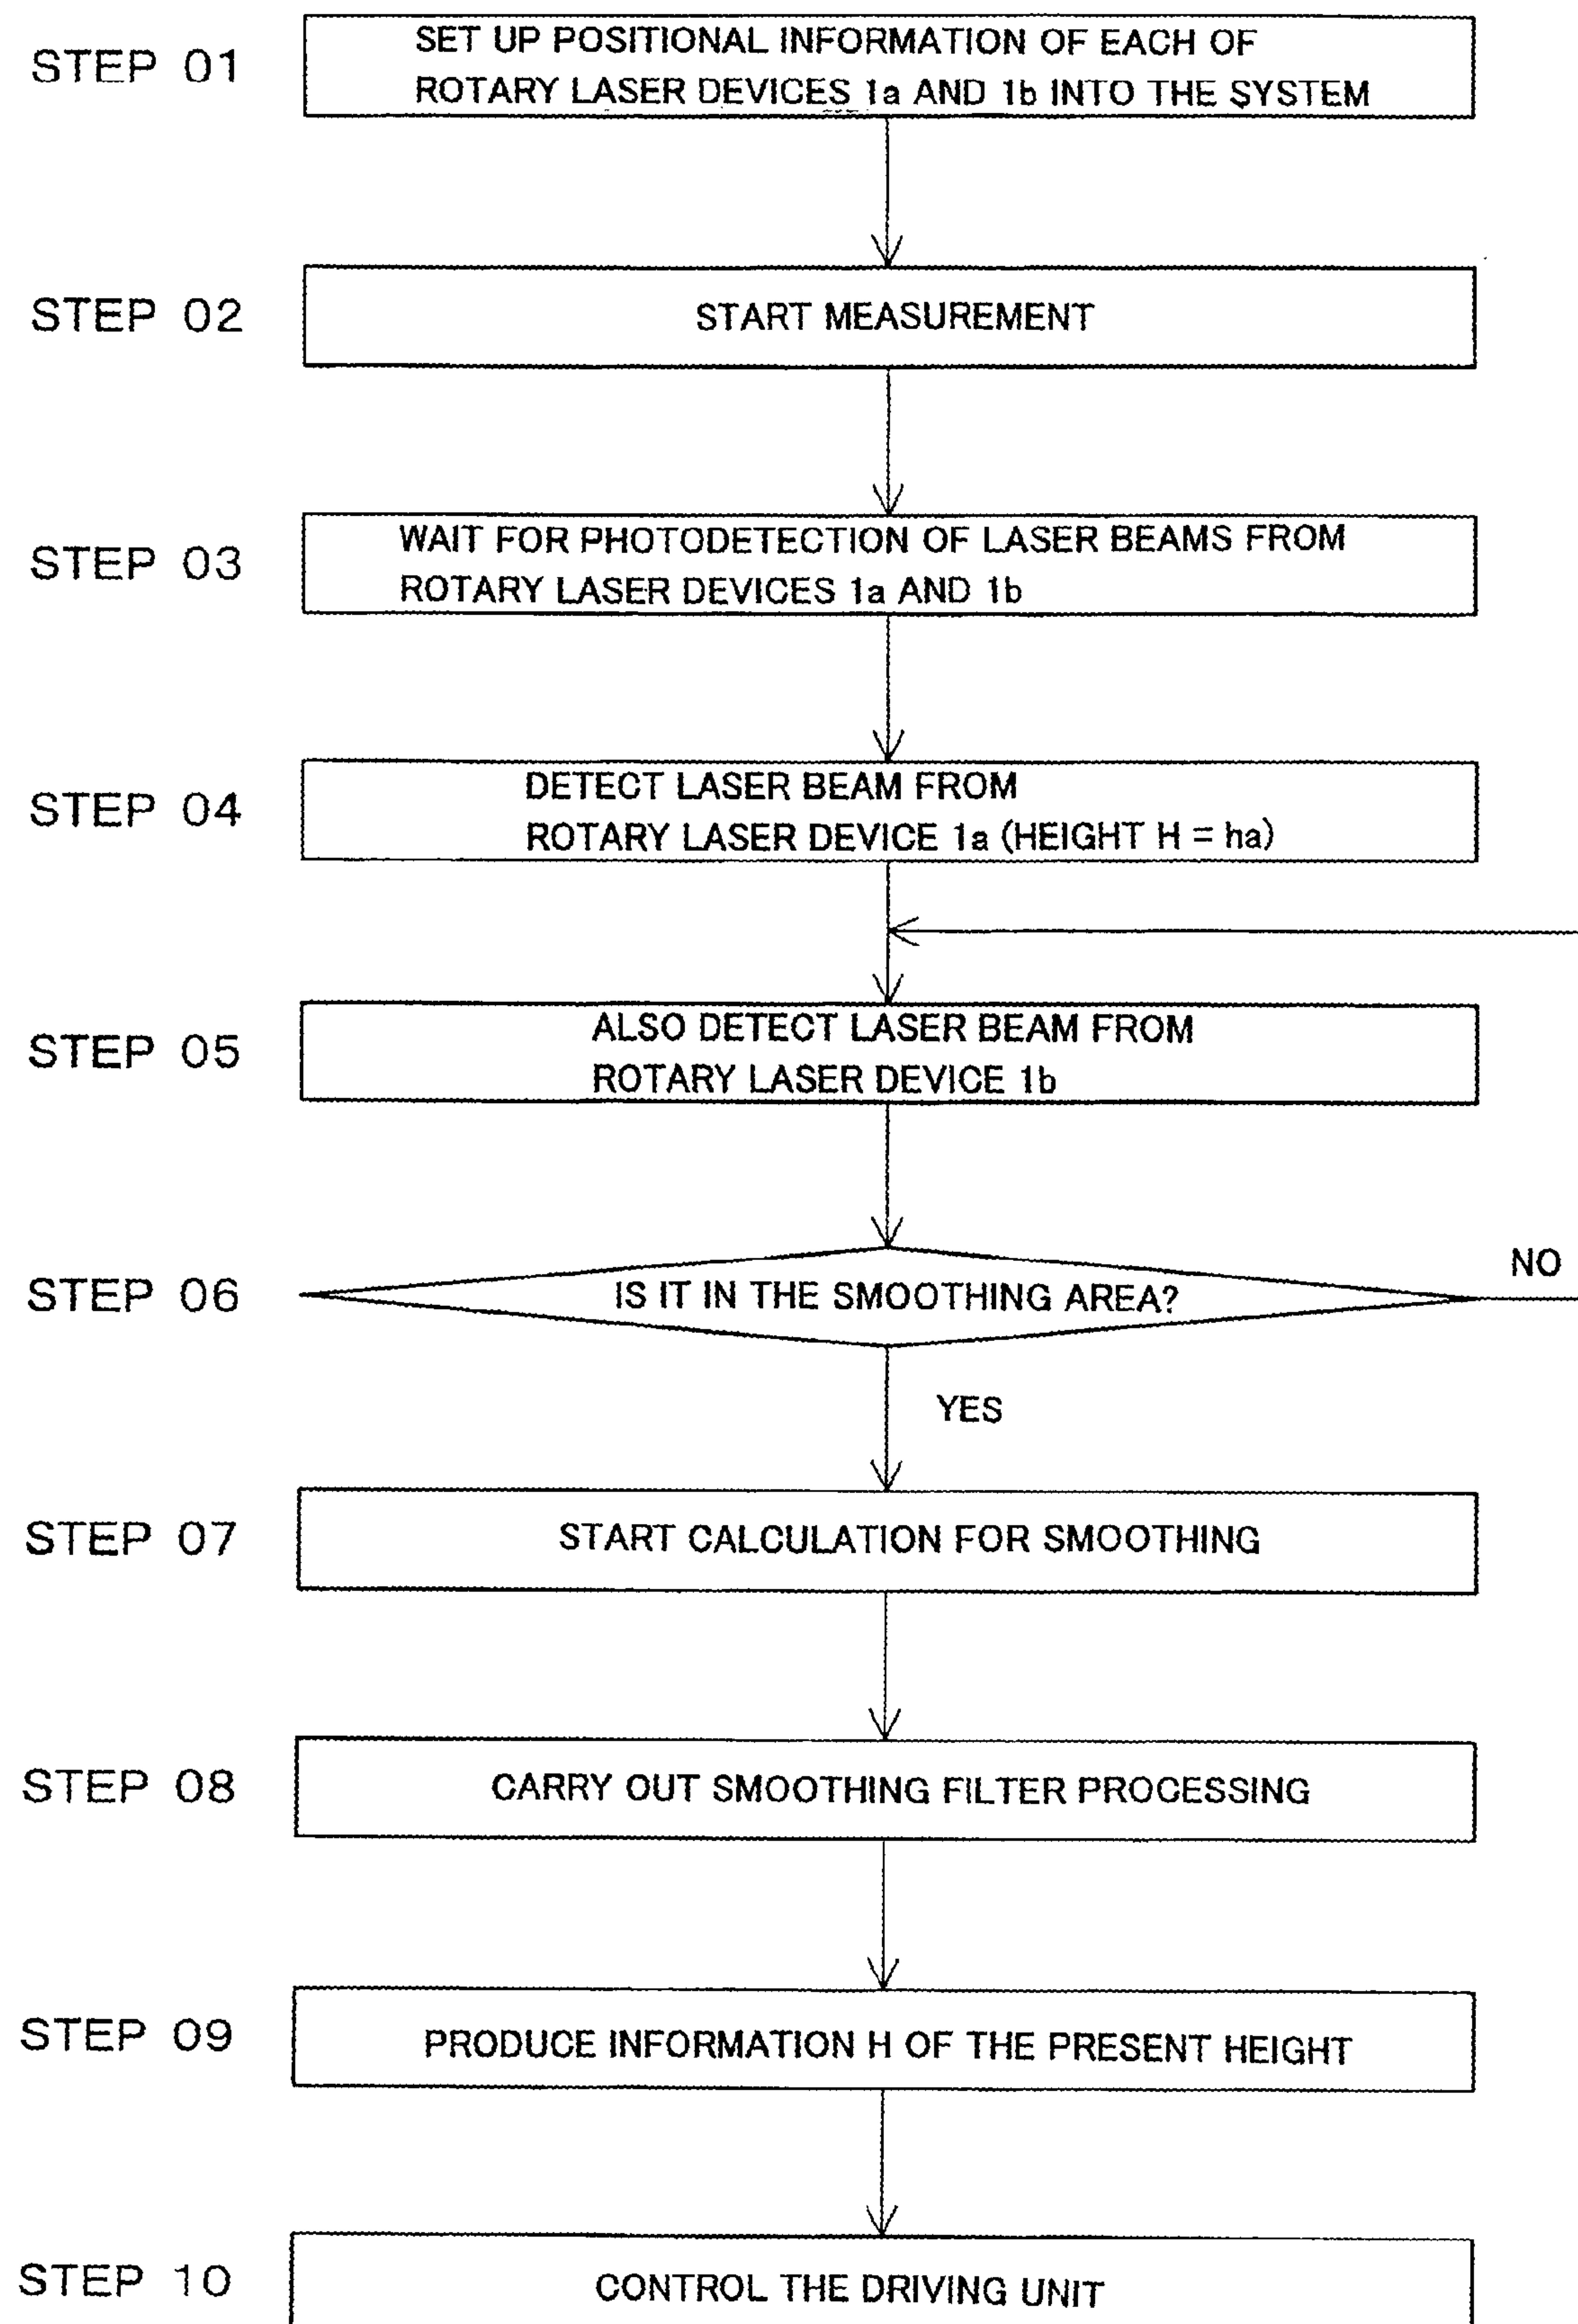 STEP 01
SET UP POSITIONAL INFORMATION OF EACH OF
ROTARY LASER DEVICES 1a AND 1b INTO THE SYSTEM
STEP 02
START MEASUREMENT
STEP 03
WAIT FOR PHOTODETECTION OF LASER BEAMS FROM
ROTARY LASER DEVICES 1a AND 1b
STEP 04
DETECT LASER BEAM FROM
ROTARY LASER DEVICE 1a (HEIGHT H = ha)
STEP 05
ALSO DETECT LASER BEAM FROM
ROTARY LASER DEVICE 1b
STEP 06
IS IT IN THE SMOOTHING AREA?
NO
YES
STEP 07
START CALCULATION FOR SMOOTHING
STEP 08
CARRY OUT SMOOTHING FILTER PROCESSING
STEP 09
PRODUCE INFORMATION H OF THE PRESENT HEIGHT
STEP 10
CONTROL THE DRIVING UNIT